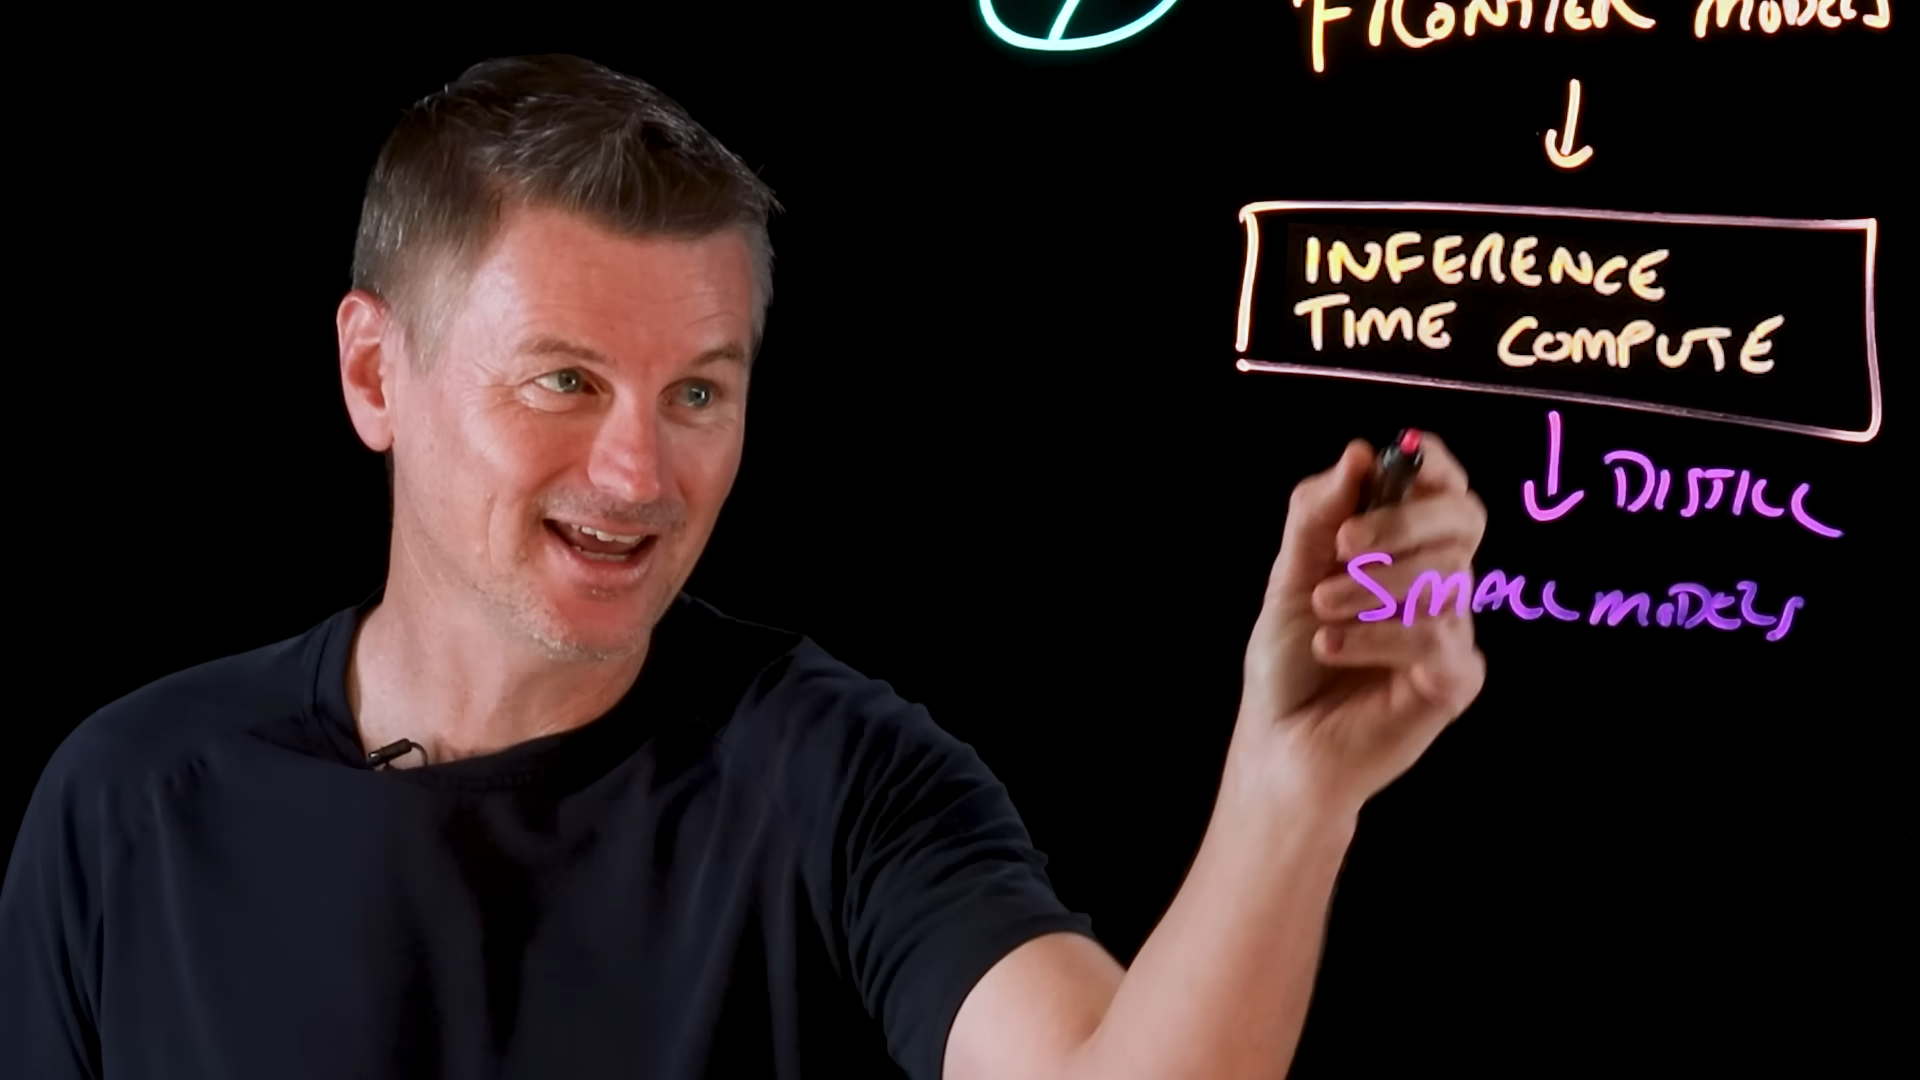 FRONTIER MODELS
INFERENCE
TIME COMPUTE
DISTILL
SMALL MODELS